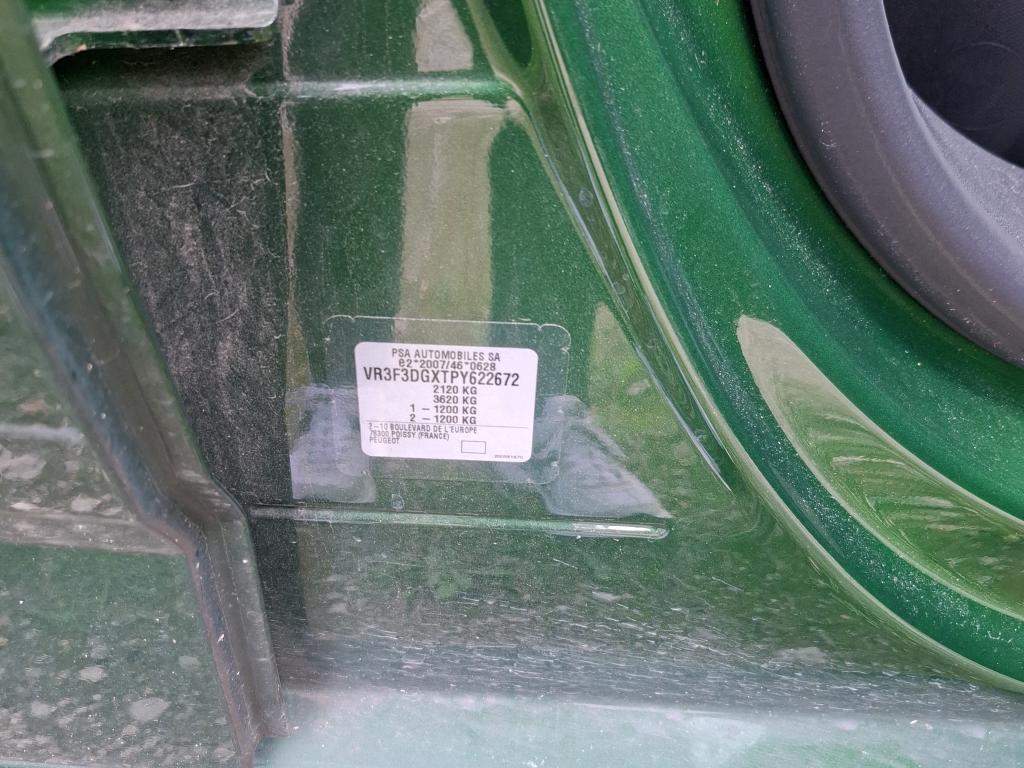 PSA AUTOMOBILES SA
e2*2007/46*0628
VR3F3DGXTPY622672
2120 KG
3620 KG
1 - 1200 KG
2 - 1200 KG
2-10 BOULEVARD DE L'EUROPE
78300 POISSY (FRANCE)
PEUGEOT